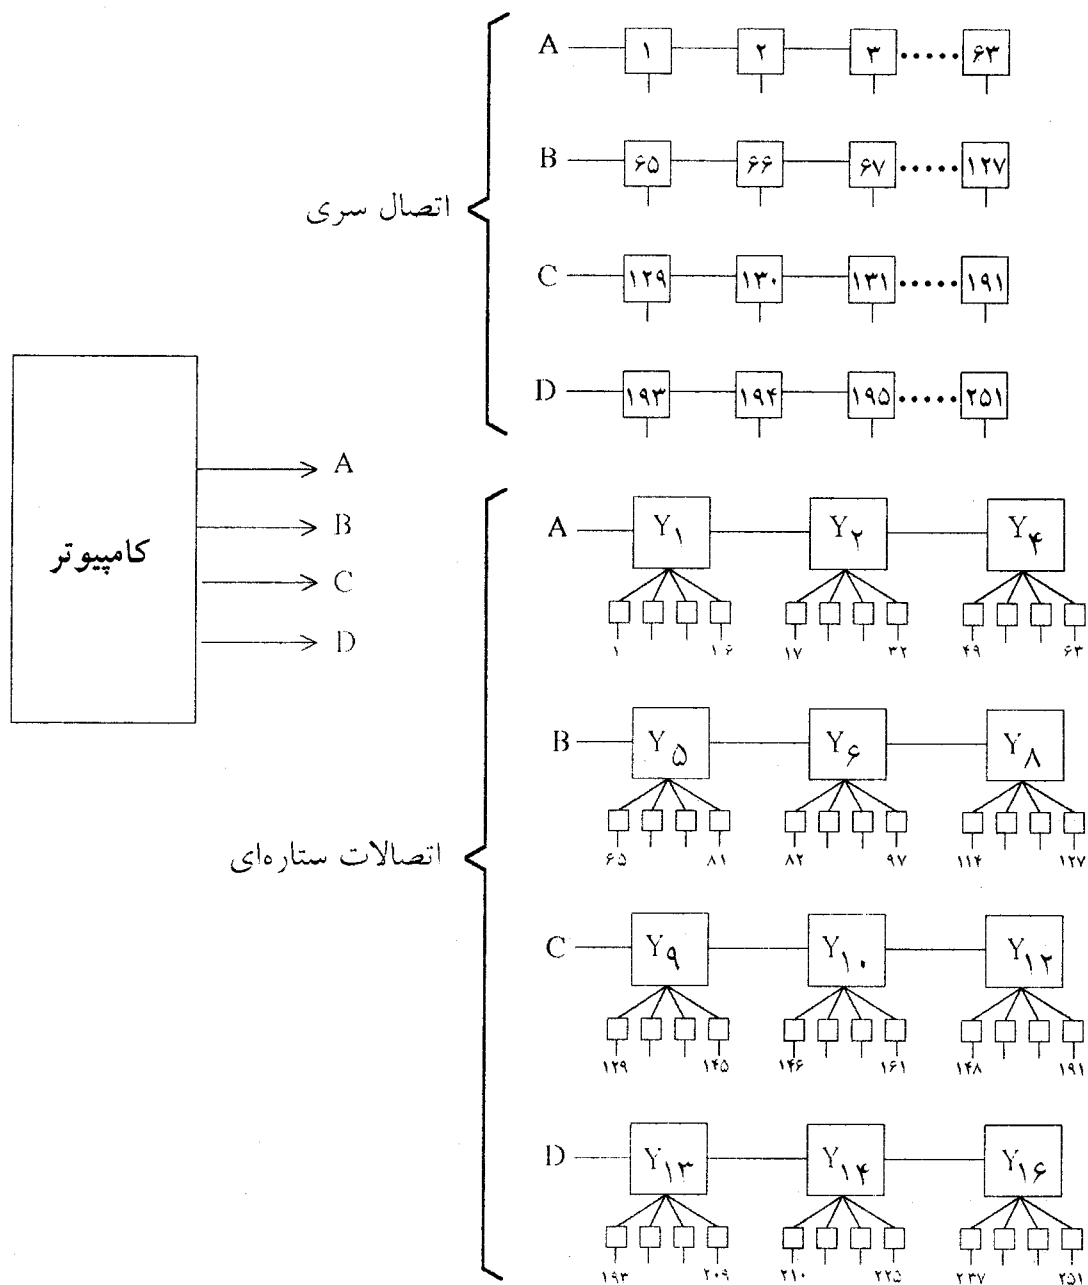 A ۱ ۲ ۳ ..... ۶۳
B ۶۵ ۶۶ ۶۷ ..... ۱۲۷
اتصال سری
C ۱۲۹ ۱۳۰ ۱۳۱ ..... ۱۹۱
D ۱۹۳ ۱۹۴ ۱۹۵ ..... ۲۵۱
کامپیوتر
A
B
C
D
اتصالات ستاره‌ای
A Y۱ Y۲ Y۴
۱ ۱۶ ۱۷ ۳۲ ۴۹ ۶۳
B Y۵ Y۶ Y۸
۶۵ ۸۱ ۸۲ ۹۷ ۱۱۴ ۱۲۷
C Y۹ Y۱۰ Y۱۲
۱۲۹ ۱۴۵ ۱۴۶ ۱۶۱ ۱۴۸ ۱۹۱
D Y۱۳ Y۱۴ Y۱۶
۱۹۳ ۲۰۹ ۲۱۰ ۲۲۵ ۲۳۷ ۲۵۱